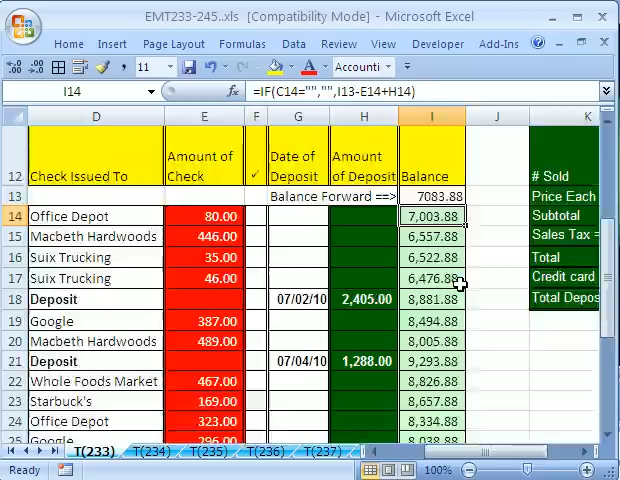 EMT233-245..xls [Compatibility Mode] - Microsoft Excel
Home Insert Formulas Data View Developer Add-Ins
11 Accounti
I14 fx =IF(C14="","",I13-E14+H14)
D E F G H I J K
12 Check Issued To Amount of Check ✓ Date of Deposit Amount of Deposit Balance # Sold
13 Balance Forward ==> 7083.88 Price Each
14 Office Depot 80.00 7,003.88 Subtotal
15 Macbeth Hardwoods 446.00 6,557.88 Sales Tax =
16 Suix Trucking 35.00 6,522.88 Total
17 Suix Trucking 46.00 6,476.88 Credit card
18 Deposit 07/02/10 2,405.00 8,881.88 Total Depos
19 Google 387.00 8,494.88
20 Macbeth Hardwoods 489.00 8,005.88
21 Deposit 07/04/10 1,288.00 9,293.88
22 Whole Foods Market 467.00 8,826.88
23 Starbuck's 169.00 8,657.88
24 Office Depot 323.00 8,334.88
25 Google 296.00 8,038.88
T(233) T(234) T(235) T(236) T(237)
Ready 100%